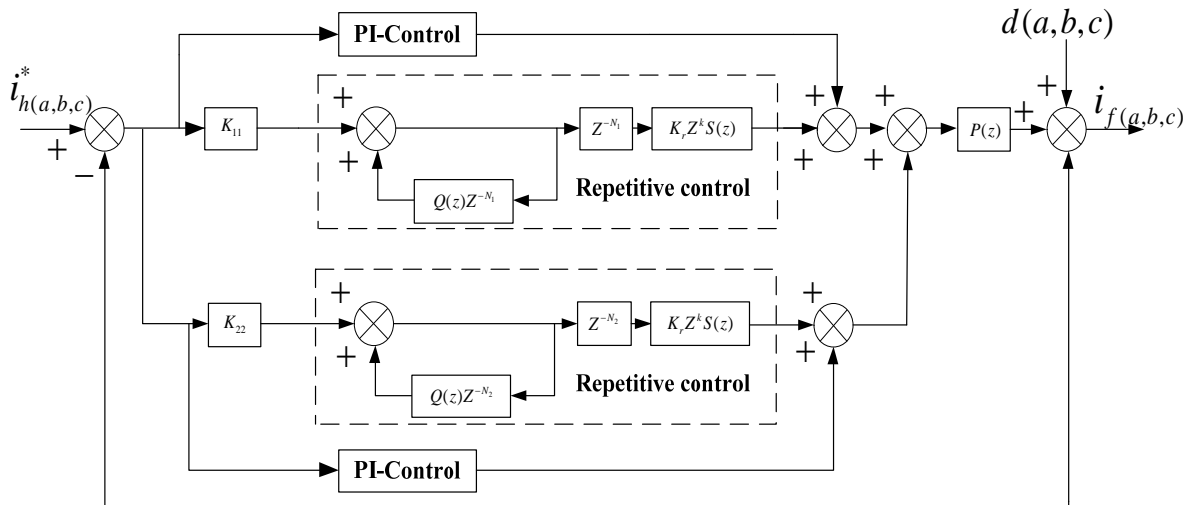 PI-Control
d(a,b,c)
i*h(a,b,c)
+
−
K11
+
+
Z^{-N1}
KrZ^kS(z)
+
+
+
+
P(z)
+
+
if(a,b,c)
Q(z)Z^{-N1}
Repetitive control
K22
+
+
Z^{-N2}
KrZ^kS(z)
+
+
Q(z)Z^{-N2}
Repetitive control
PI-Control